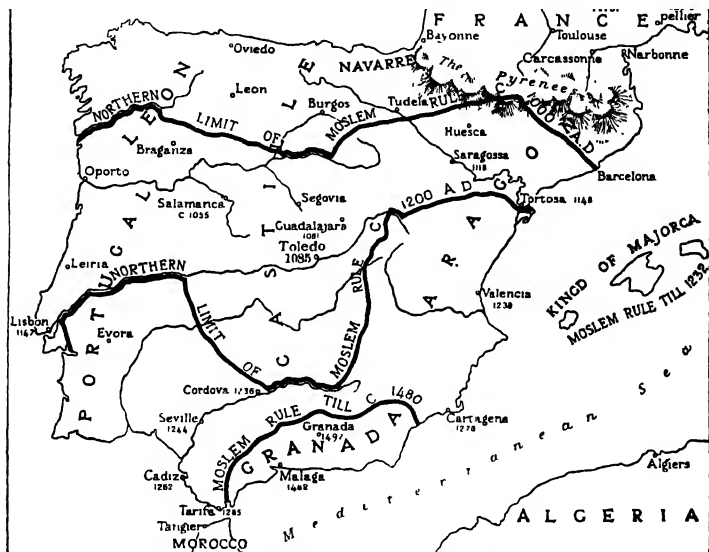 FRANCE
pellier
Bayonne
Toulouse
Oviedo
Carcassonne
Narbonne
NAVARRE
The Pyrenee
Leon
NORTHERN LIMIT OF MOSLEM RULE C 1000 A D
LEON
Burgos
Tudela
Huesca
Braganza
Saragossa
1118
Barcelona
Oporto
Salamanca
C 1055
Segovia
Tortosa 1148
Guadalajara
1081
Toledo
1085
CASTILLE
ARAGON
Leiria
PORTUGAL
NORTHERN LIMIT OF MOSLEM RULE C 1200 A D
KINGD OF MAJORCA
MOSLEM RULE TILL 1232
Valencia
1238
Lisbon
1147
Evora
Cordova 1236
MOSLEM RULE TILL C 1480
Seville
1244
Granada
1492
GRANADA
Cartagena
1278
Cadiz
1262
Malaga
Tarifa 1285
Tangier
MOROCCO
Mediterranean Sea
Algiers
ALGERIA